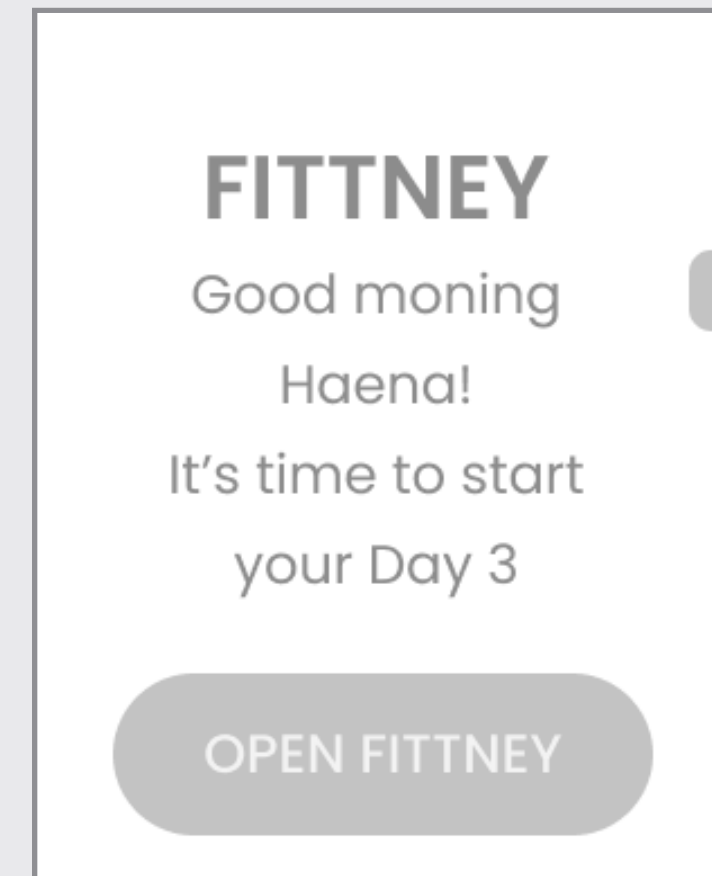 FITTNEY
Good moning
Haena!
It’s time to start
your Day 3
OPEN FITTNEY